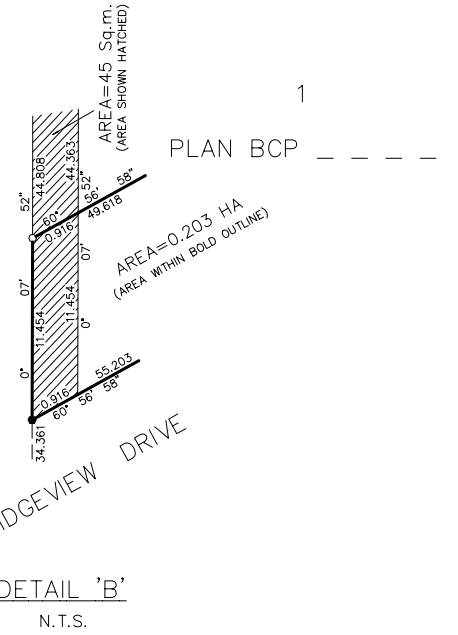 AREA=45 Sq.m.
(AREA SHOWN HATCHED)
1
PLAN BCP _ _ _ _
52"
44.808
44.363
52"
60° 56' 58"
0.916 49.618
07'
07'
AREA=0.203 HA
(AREA WITHIN BOLD OUTLINE)
11.454
11.454
0°
0°
0.916 55.203
60° 56' 58"
34.361
IDGEVIEW DRIVE
DETAIL 'B'
N.T.S.